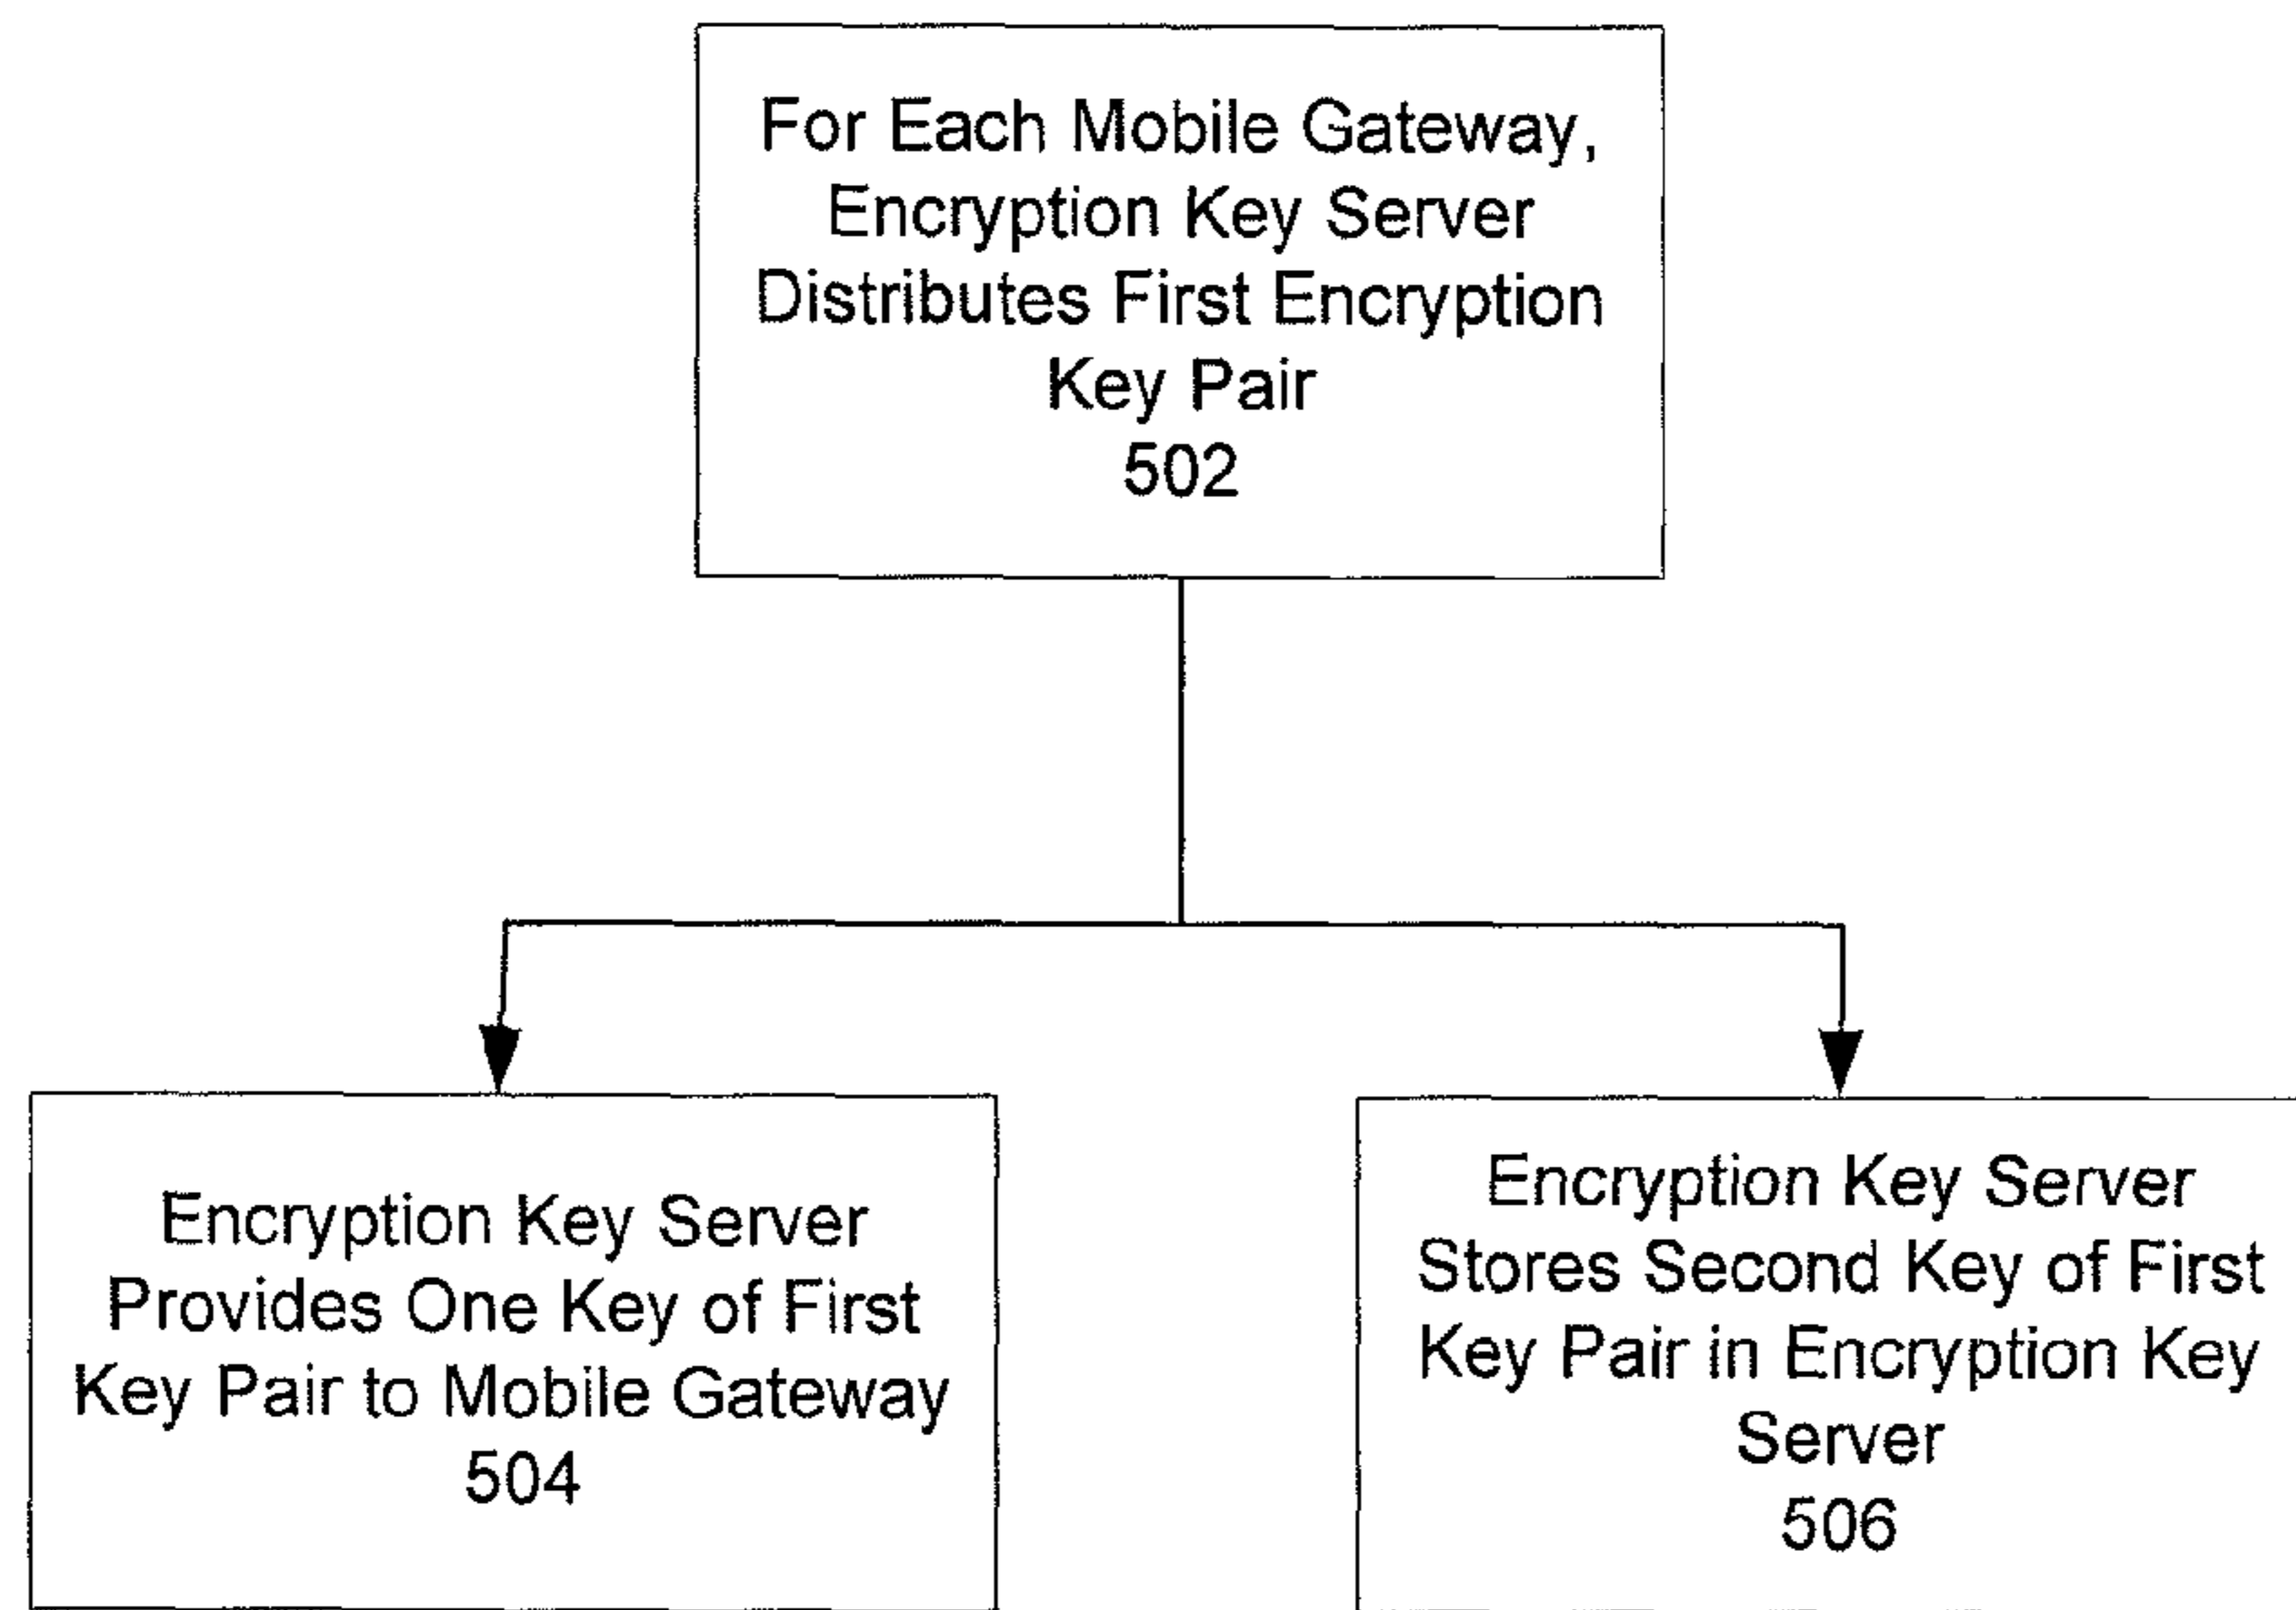 For Each Mobile Gateway,
Encryption Key Server
Distributes First Encryption
Key Pair
502
Encryption Key Server
Provides One Key of First
Key Pair to Mobile Gateway
504
Encryption Key Server
Stores Second Key of First
Key Pair in Encryption Key
Server
506